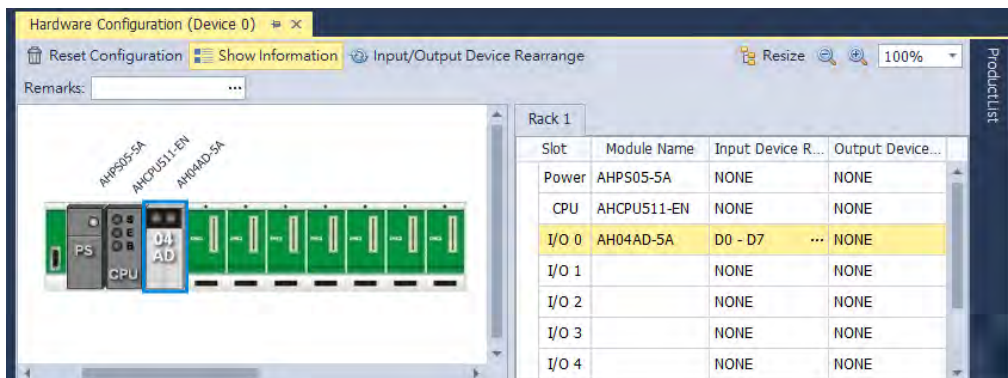 Hardware Configuration (Device 0)
Reset Configuration Show Information Input/Output Device Rearrange Resize 100%
Remarks: ...
ProductList
Rack 1
AHPS05-5A
AHCPU511-EN
AH04AD-5A
PS
CPU
04
AD
Slot Module Name Input Device R... Output Device...
Power AHPS05-5A NONE NONE
CPU AHCPU511-EN NONE NONE
I/O 0 AH04AD-5A D0 - D7 ... NONE
I/O 1 NONE NONE
I/O 2 NONE NONE
I/O 3 NONE NONE
I/O 4 NONE NONE